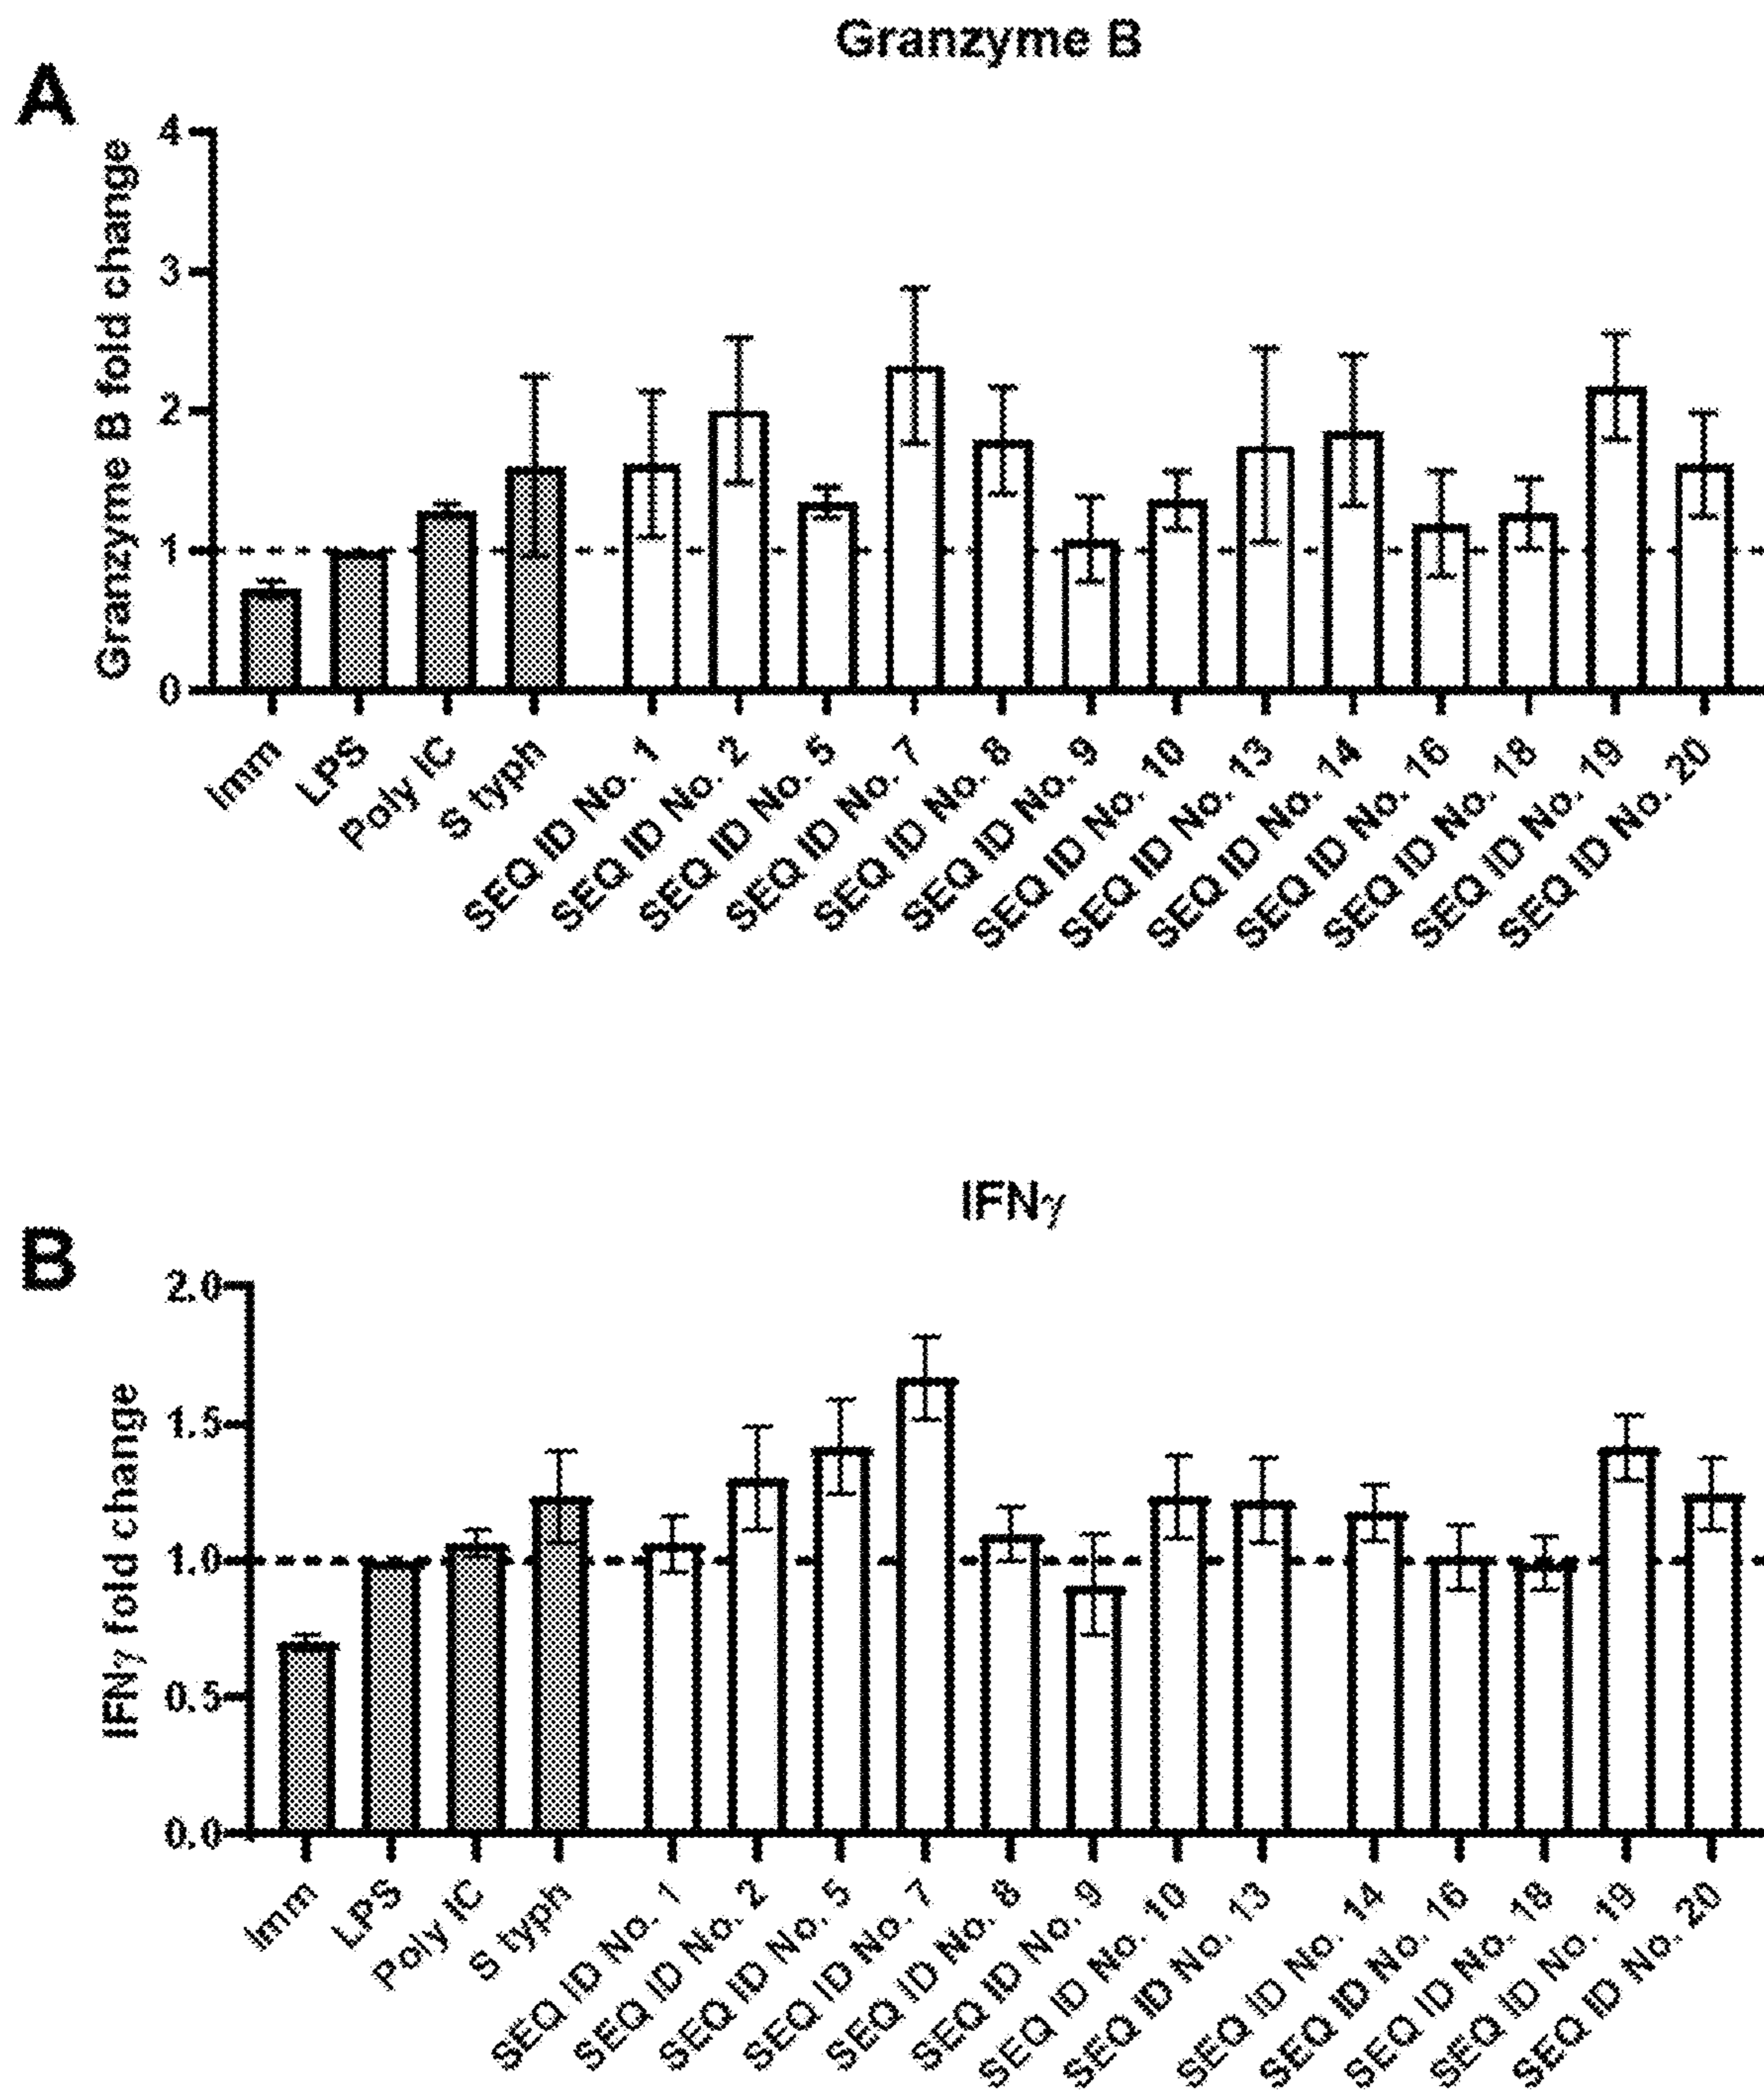 Granzyme B
A
Granzyme B fold change
4
3
2
1
0
Imm
LPS
Poly IC
S typh
SEQ ID No. 1
SEQ ID No. 2
SEQ ID No. 5
SEQ ID No. 7
SEQ ID No. 8
SEQ ID No. 9
SEQ ID No. 10
SEQ ID No. 13
SEQ ID No. 14
SEQ ID No. 16
SEQ ID No. 18
SEQ ID No. 19
SEQ ID No. 20
IFNγ
B
IFNγ fold change
2.0
1.5
1.0
0.5
0.0
Imm
LPS
Poly IC
S typh
SEQ ID No. 1
SEQ ID No. 2
SEQ ID No. 5
SEQ ID No. 7
SEQ ID No. 8
SEQ ID No. 9
SEQ ID No. 10
SEQ ID No. 13
SEQ ID No. 14
SEQ ID No. 16
SEQ ID No. 18
SEQ ID No. 19
SEQ ID No. 20